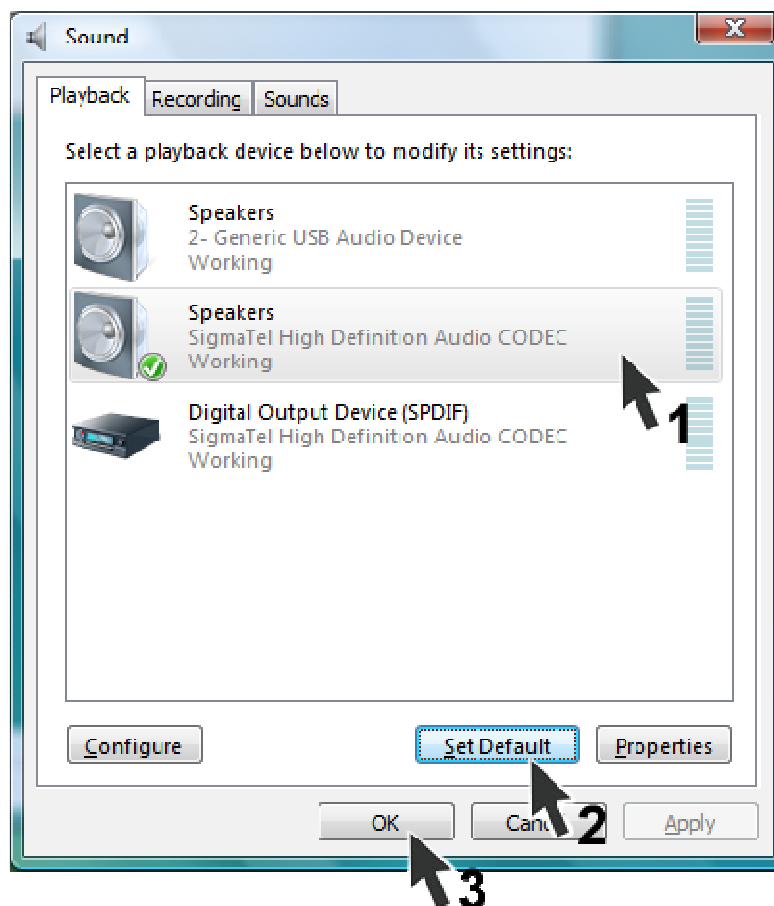 Sound
X
Playback Recording Sounds
Select a playback device below to modify its settings:
Speakers
2- Generic USB Audio Device
Working
Speakers
SigmaTel High Definition Audio CODEC
Working
1
Digital Output Device (SPDIF)
SigmaTel High Definition Audio CODEC
Working
Configure Set Default Properties
2
OK Apply
3